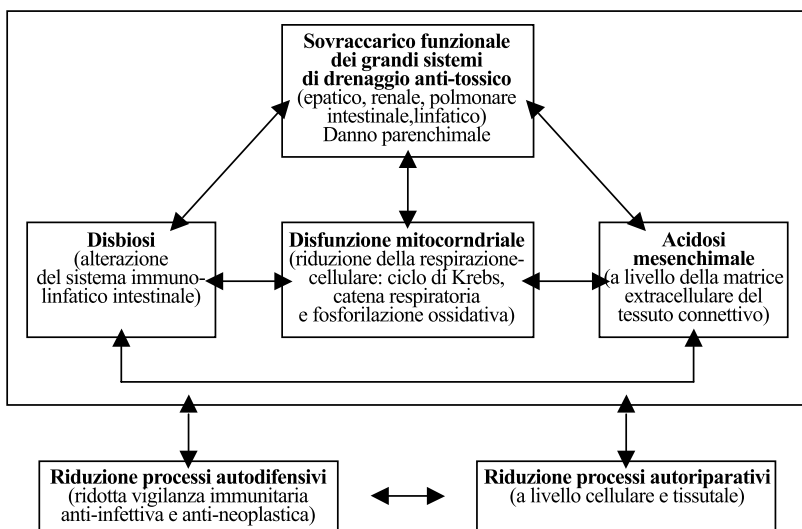 Sovraccarico funzionale
dei grandi sistemi
di drenaggio anti-tossico
(epatico, renale, polmonare
intestinale,linfatico)
Danno parenchimale
Disbiosi
(alterazione
del sistema immuno-
linfatico intestinale)
Disfunzione mitocorndriale
(riduzione della respirazione-
cellulare: ciclo di Krebs,
catena respiratoria
e fosforilazione ossidativa)
Acidosi
mesenchimale
(a livello della matrice
extracellulare del
tessuto connettivo)
Riduzione processi autodifensivi
(ridotta vigilanza immunitaria
anti-infettiva e anti-neoplastica)
Riduzione processi autoriparativi
(a livello cellulare e tissutale)